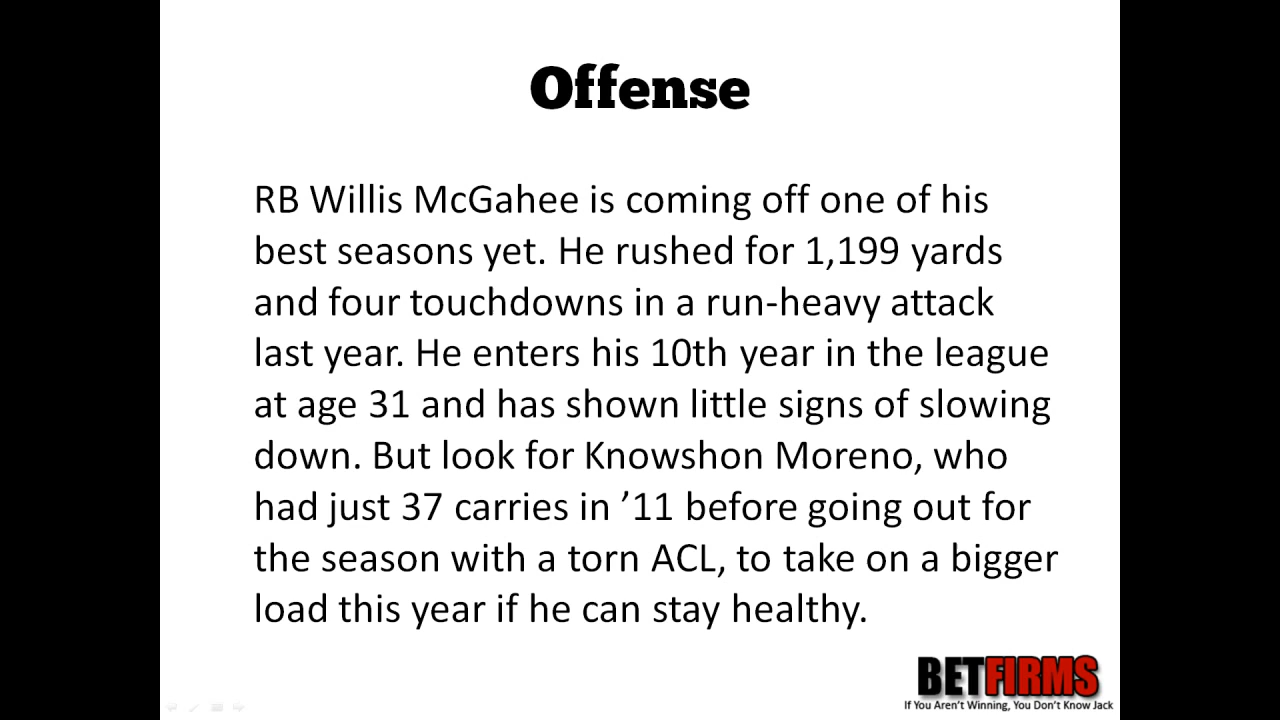 Offense
RB Willis McGahee is coming off one of his
best seasons yet. He rushed for 1,199 yards
and four touchdowns in a run-heavy attack
last year. He enters his 10th year in the league
at age 31 and has shown little signs of slowing
down. But look for Knowshon Moreno, who
had just 37 carries in ’11 before going out for
the season with a torn ACL, to take on a bigger
load this year if he can stay healthy.
BETFIRMS
If You Aren't Winning, You Don't Know Jack